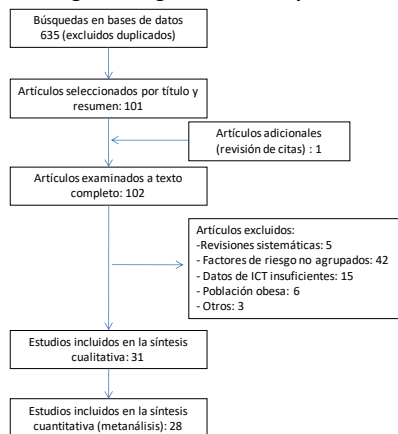 Búsquedas en bases de datos
635 (excluidos duplicados)
Artículos seleccionados por título y
resumen: 101
Artículos adicionales
(revisión de citas) : 1
Artículos examinados a texto
completo: 102
Artículos excluidos:
-Revisiones sistemáticas: 5
- Factores de riesgo no agrupados: 42
- Datos de ICT insuficientes: 15
- Población obesa: 6
- Otros: 3
Estudios incluidos en la síntesis
cualitativa: 31
Estudios incluidos en la síntesis
cuantitativa (metanálisis): 28